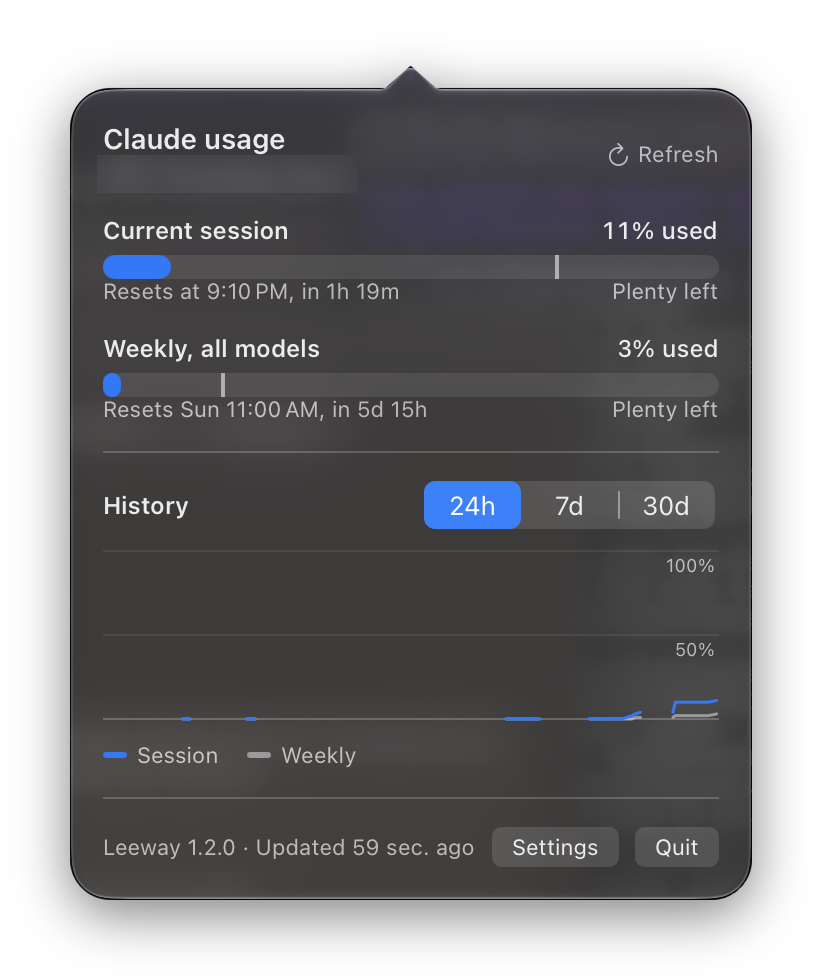 Claude usage
Refresh
Current session
11% used
Resets at 9:10 PM, in 1h 19m
Plenty left
Weekly, all models
3% used
Resets Sun 11:00 AM, in 5d 15h
Plenty left
History
24h
7d
30d
100%
50%
Session
Weekly
Leeway 1.2.0 · Updated 59 sec. ago
Settings
Quit